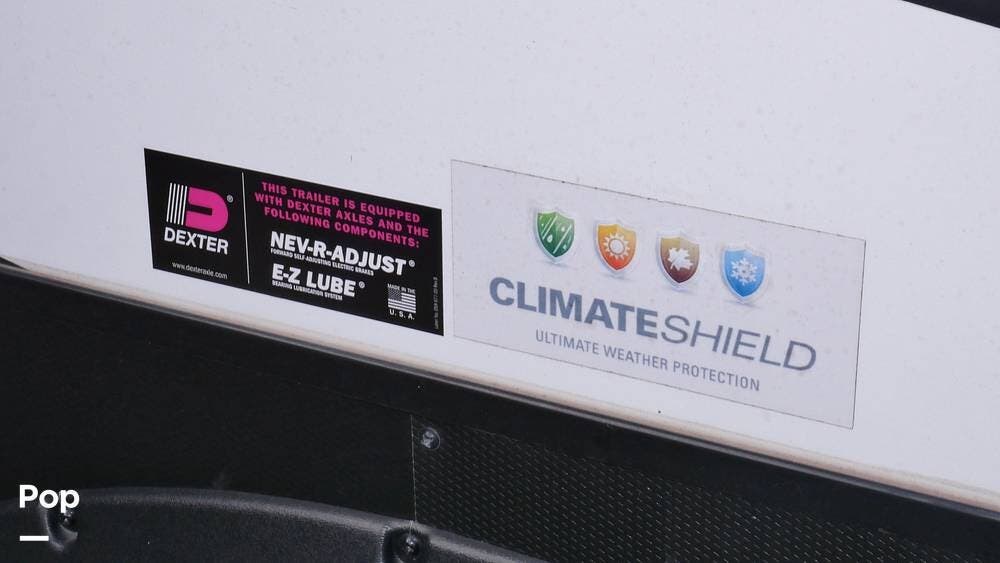 DEXTER®
www.dexteraxle.com
THIS TRAILER IS EQUIPPED
WITH DEXTER AXLES AND THE
FOLLOWING COMPONENTS:
NEV-R-ADJUST®
FORWARD SELF-ADJUSTING ELECTRIC BRAKES
E-Z LUBE®
BEARING LUBRICATION SYSTEM
MADE IN THE
U.S.A.
CLIMATESHIELD
ULTIMATE WEATHER PROTECTION
Pop